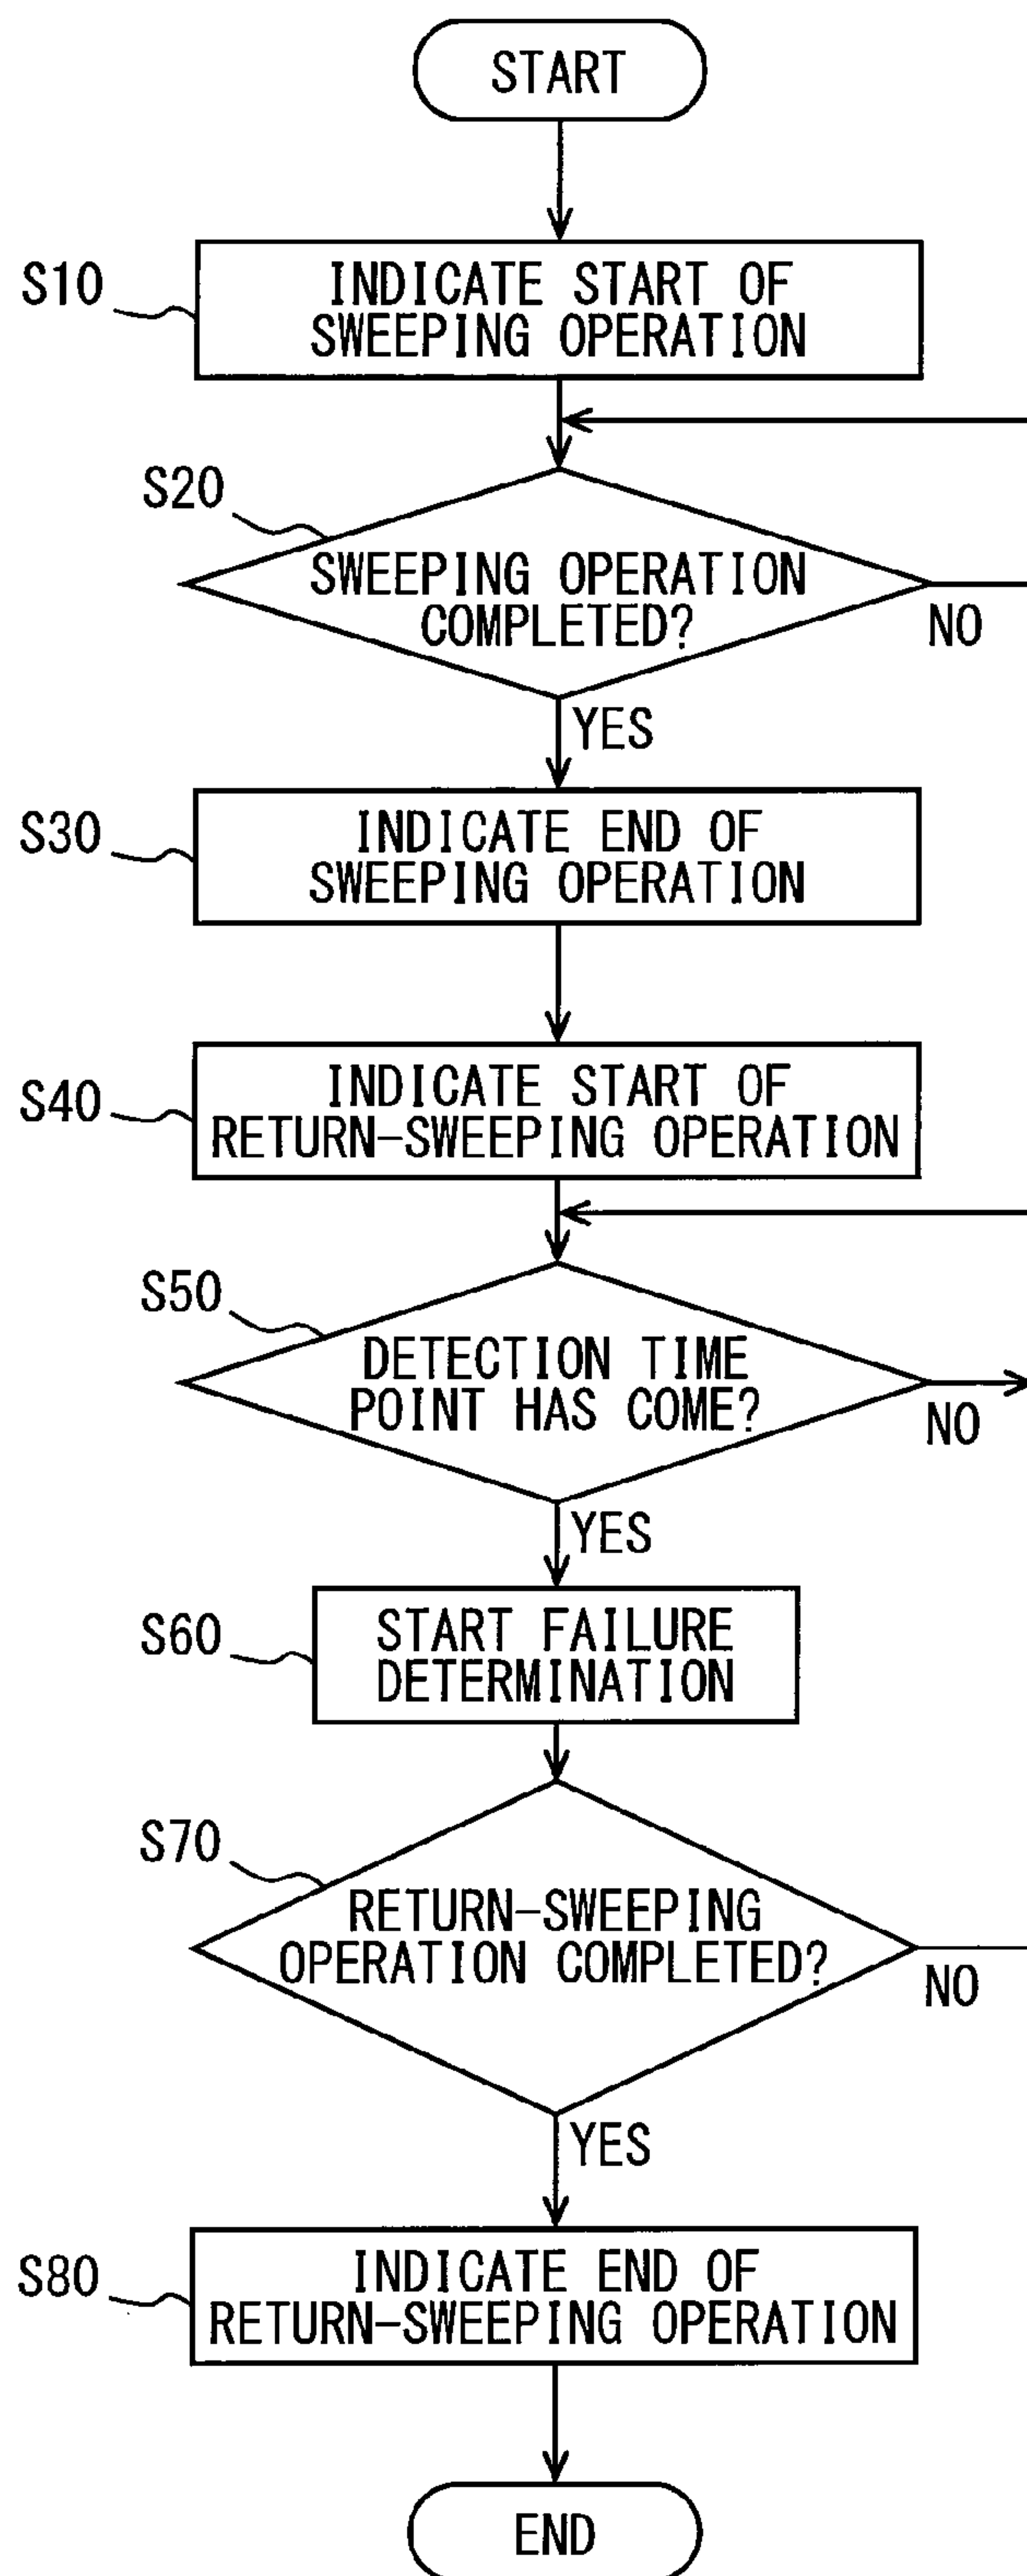 START
S10
INDICATE START OF
SWEEPING OPERATION
S20
SWEEPING OPERATION
COMPLETED?
NO
YES
S30
INDICATE END OF
SWEEPING OPERATION
S40
INDICATE START OF
RETURN-SWEEPING OPERATION
S50
DETECTION TIME
POINT HAS COME?
NO
YES
S60
START FAILURE
DETERMINATION
S70
RETURN-SWEEPING
OPERATION COMPLETED?
NO
YES
S80
INDICATE END OF
RETURN-SWEEPING OPERATION
END